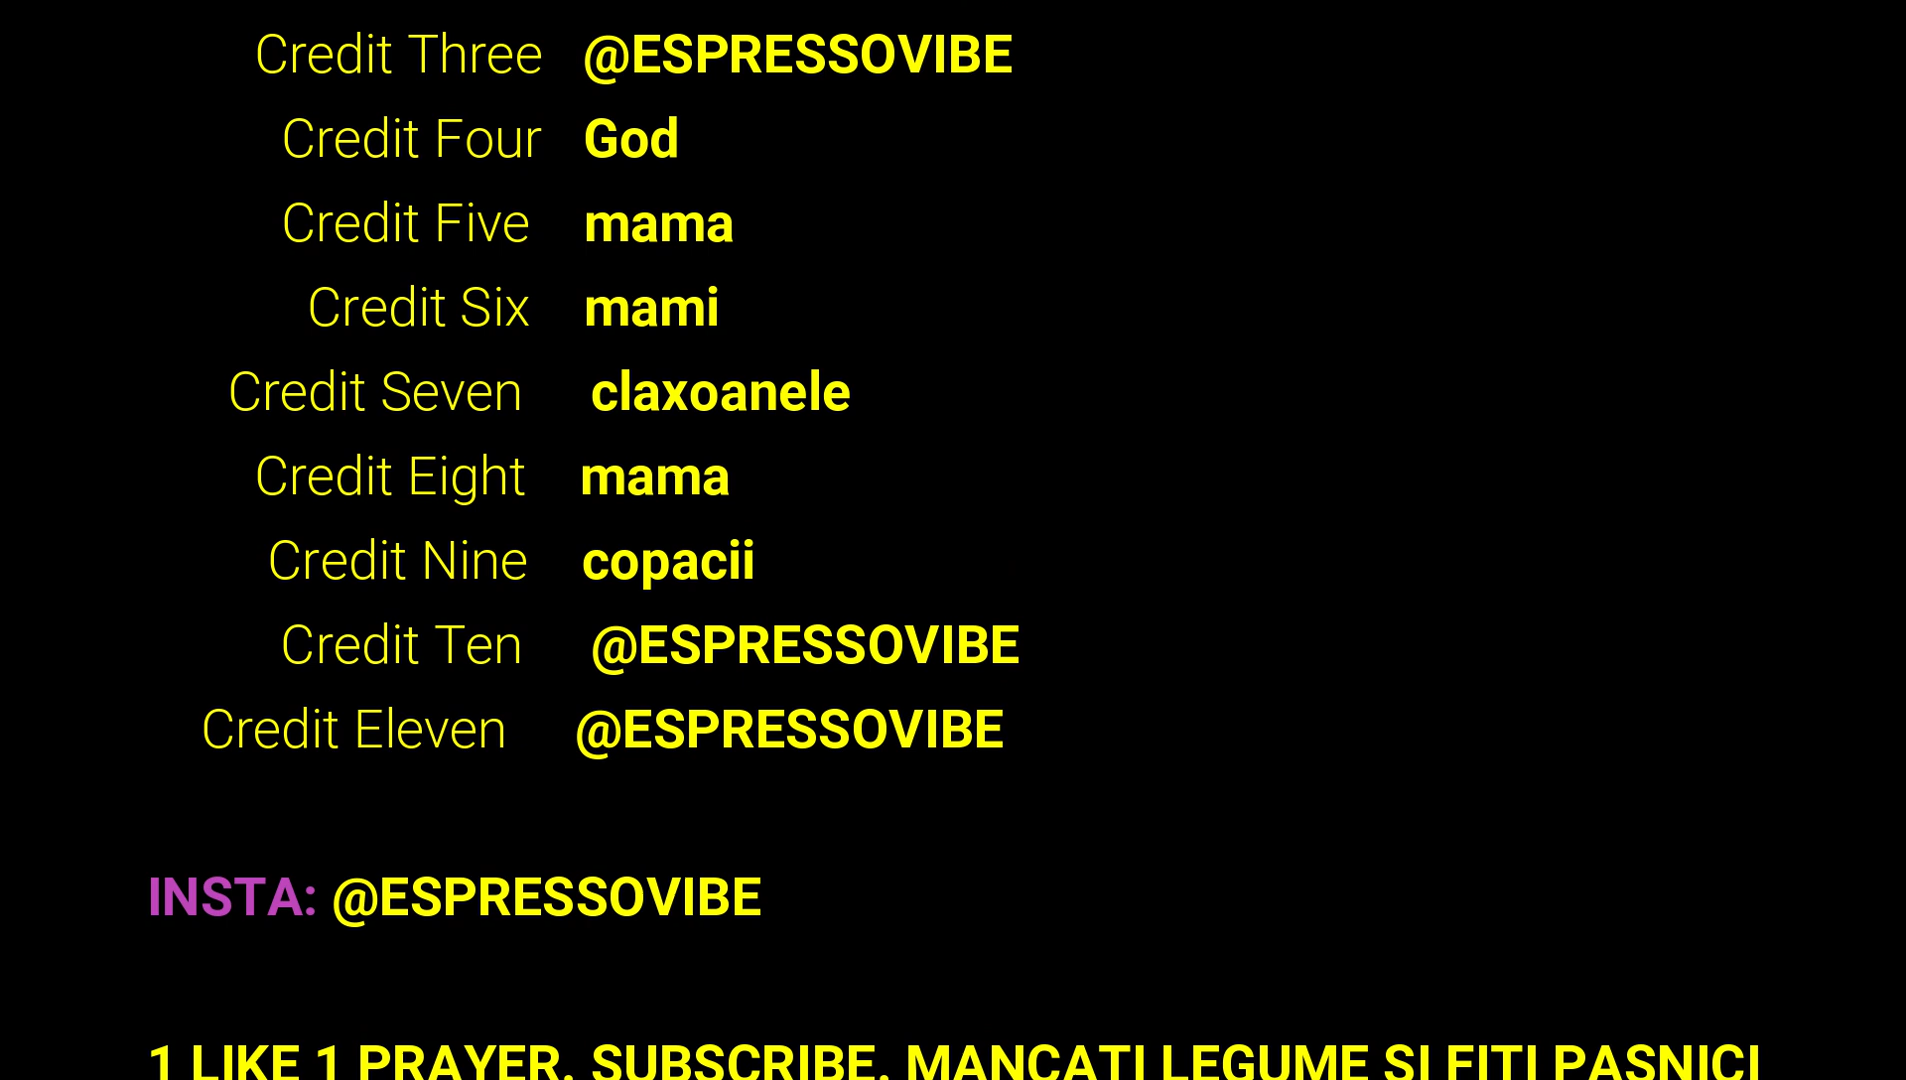 Credit Three @ESPRESSOVIBE
Credit Four God
Credit Five mama
Credit Six mami
Credit Seven claxoanele
Credit Eight mama
Credit Nine copacii
Credit Ten @ESPRESSOVIBE
Credit Eleven @ESPRESSOVIBE
INSTA: @ESPRESSOVIBE
1 LIKE 1 PRAYER. SUBSCRIBE. MANCATI LEGUME SI FITI PASNICI